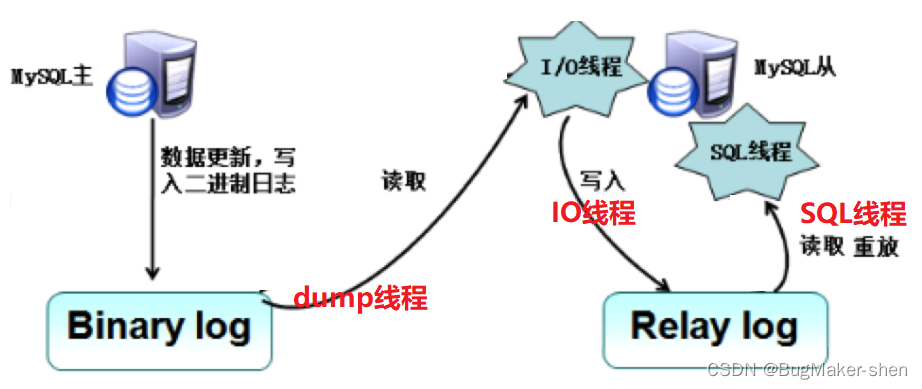 MySQL主
I/O线程
MySQL从
SQL线程
数据更新，写
入二进制日志
读取
写入
IO线程
SQL线程
读取 重放
dump线程
Binary log
Relay log
CSDN @BugMaker-shen